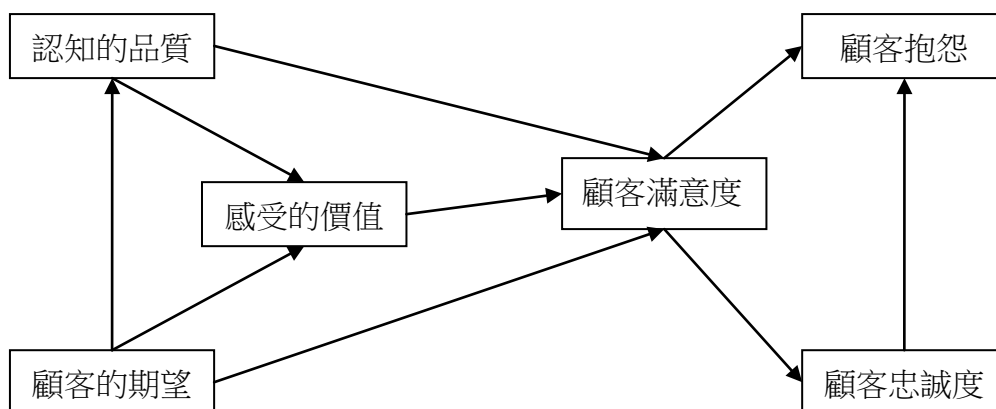 認知的品質
顧客抱怨
感受的價值
顧客滿意度
顧客的期望
顧客忠誠度